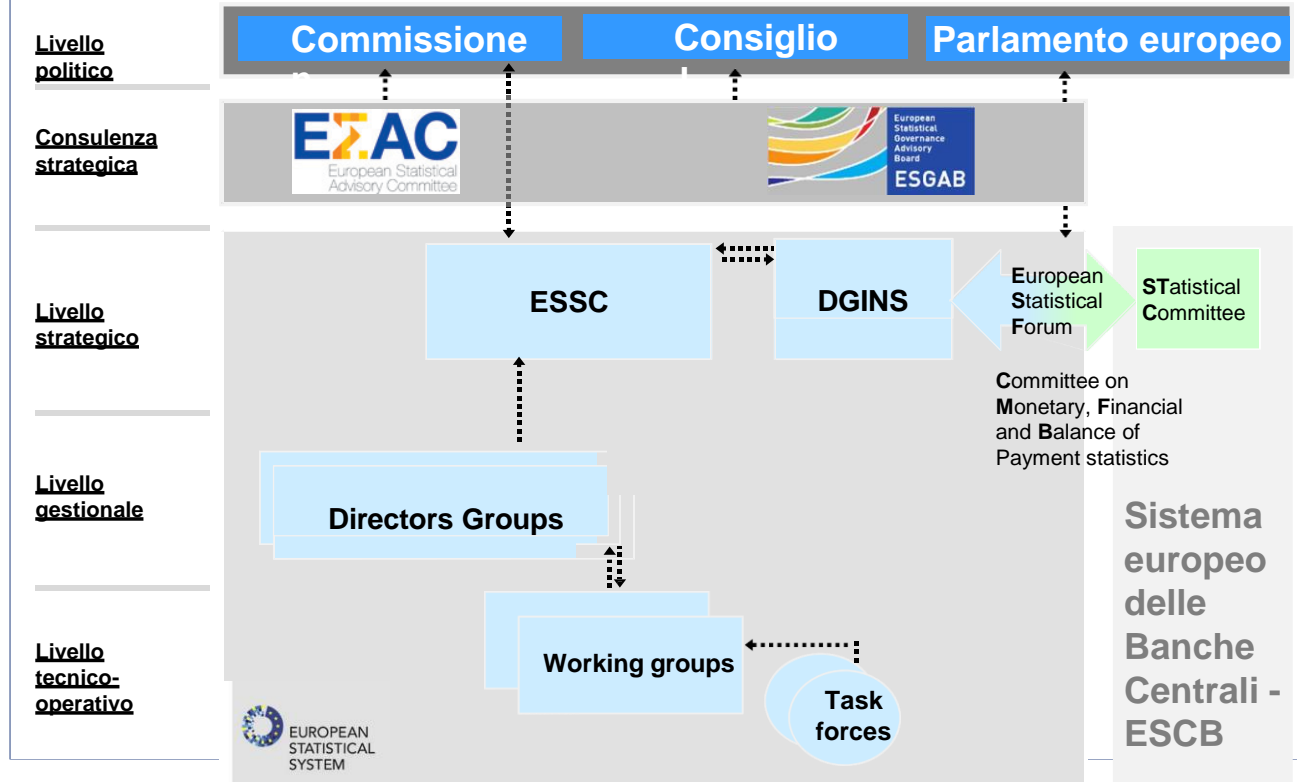 Livello
politico
Commissione
Consiglio
Parlamento europeo
Consulenza
strategica
EΣAC
European Statistical
Advisory Committee
European
Statistical
Governance
Advisory
Board
ESGAB
Livello
strategico
ESSC
DGINS
European
Statistical
Forum
STatistical
Committee
Committee on
Monetary, Financial
and Balance of
Payment statistics
Livello
gestionale
Directors Groups
Livello
tecnico-
operativo
Working groups
Task
forces
EUROPEAN
STATISTICAL
SYSTEM
Sistema
europeo
delle
Banche
Centrali -
ESCB